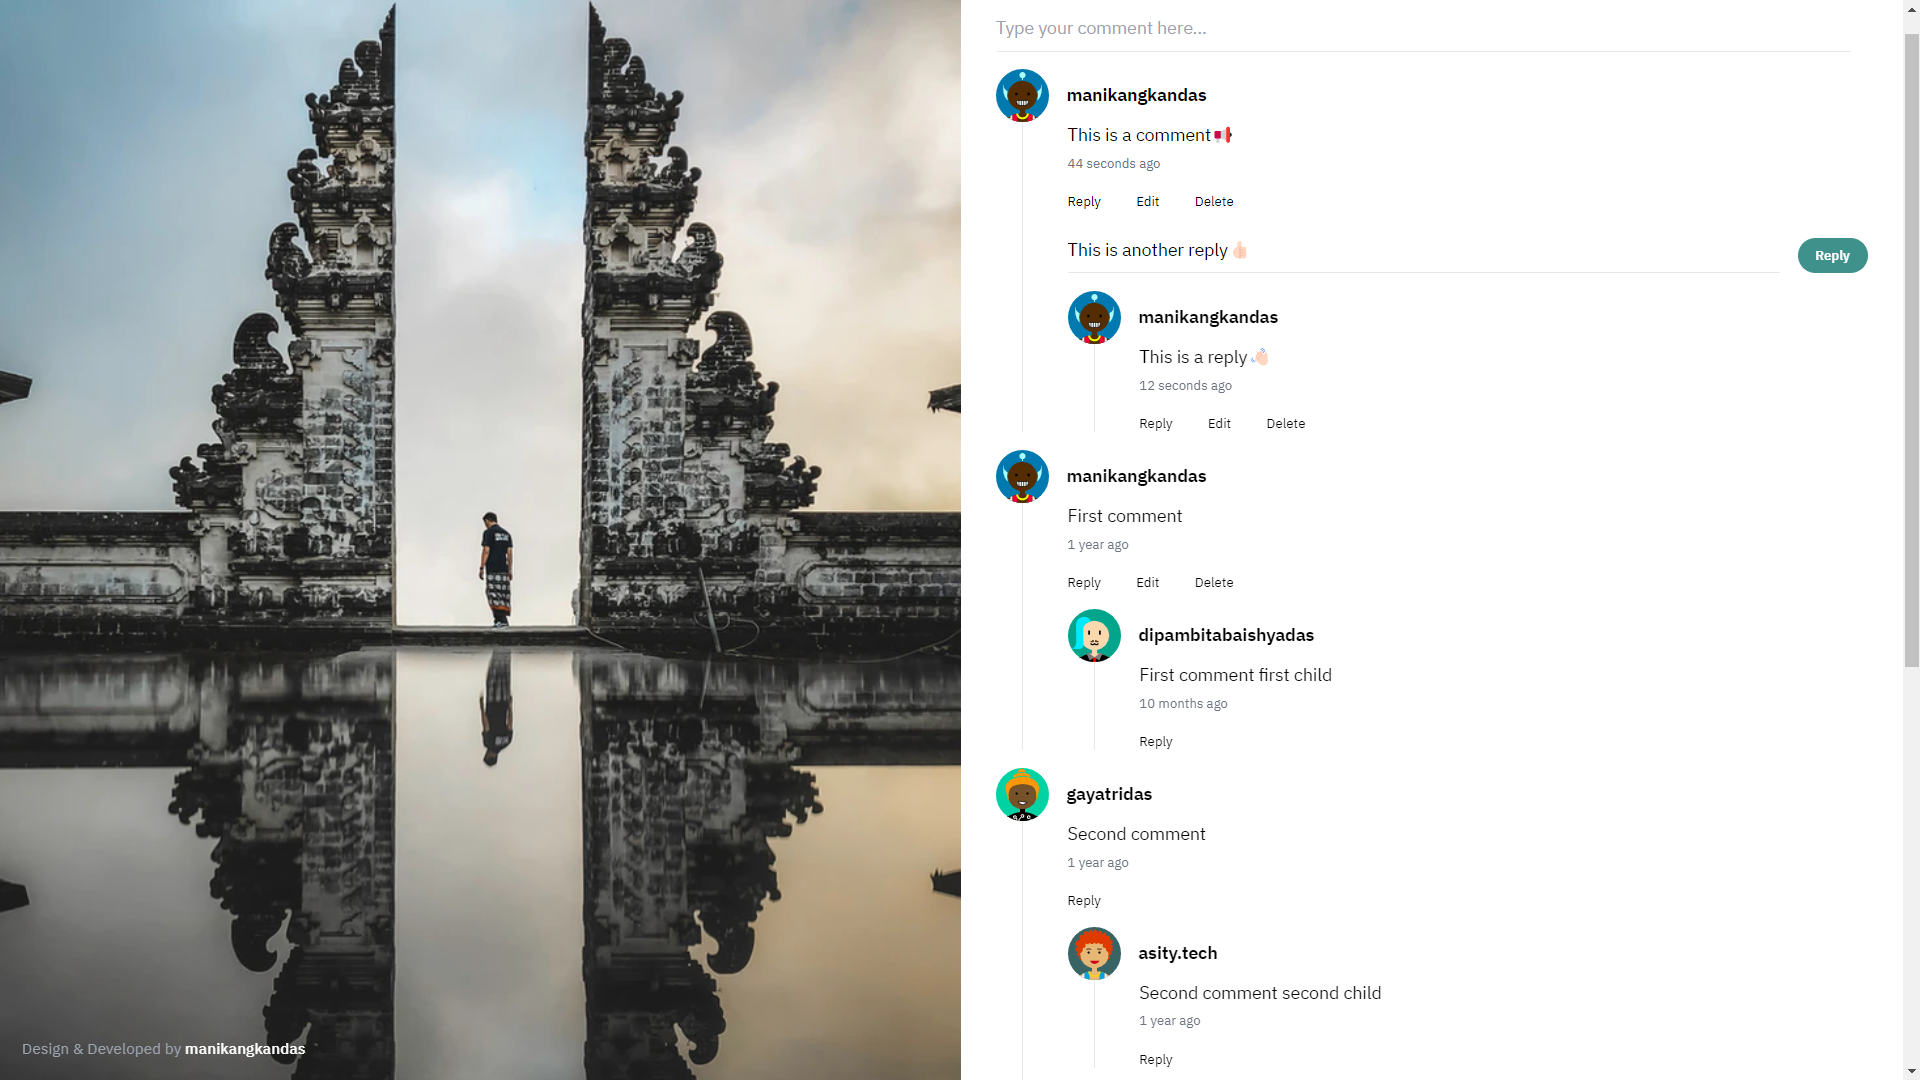 Type your comment here...
manikangkandas
This is a comment📢
44 seconds ago
Reply Edit Delete
This is another reply👍🏻
Reply
manikangkandas
This is a reply👋🏻
12 seconds ago
Reply Edit Delete
manikangkandas
First comment
1 year ago
Reply Edit Delete
dipambitabaishyadas
First comment first child
10 months ago
Reply
gayatridas
Second comment
1 year ago
Reply
asity.tech
Second comment second child
1 year ago
Reply
Design & Developed by manikangkandas